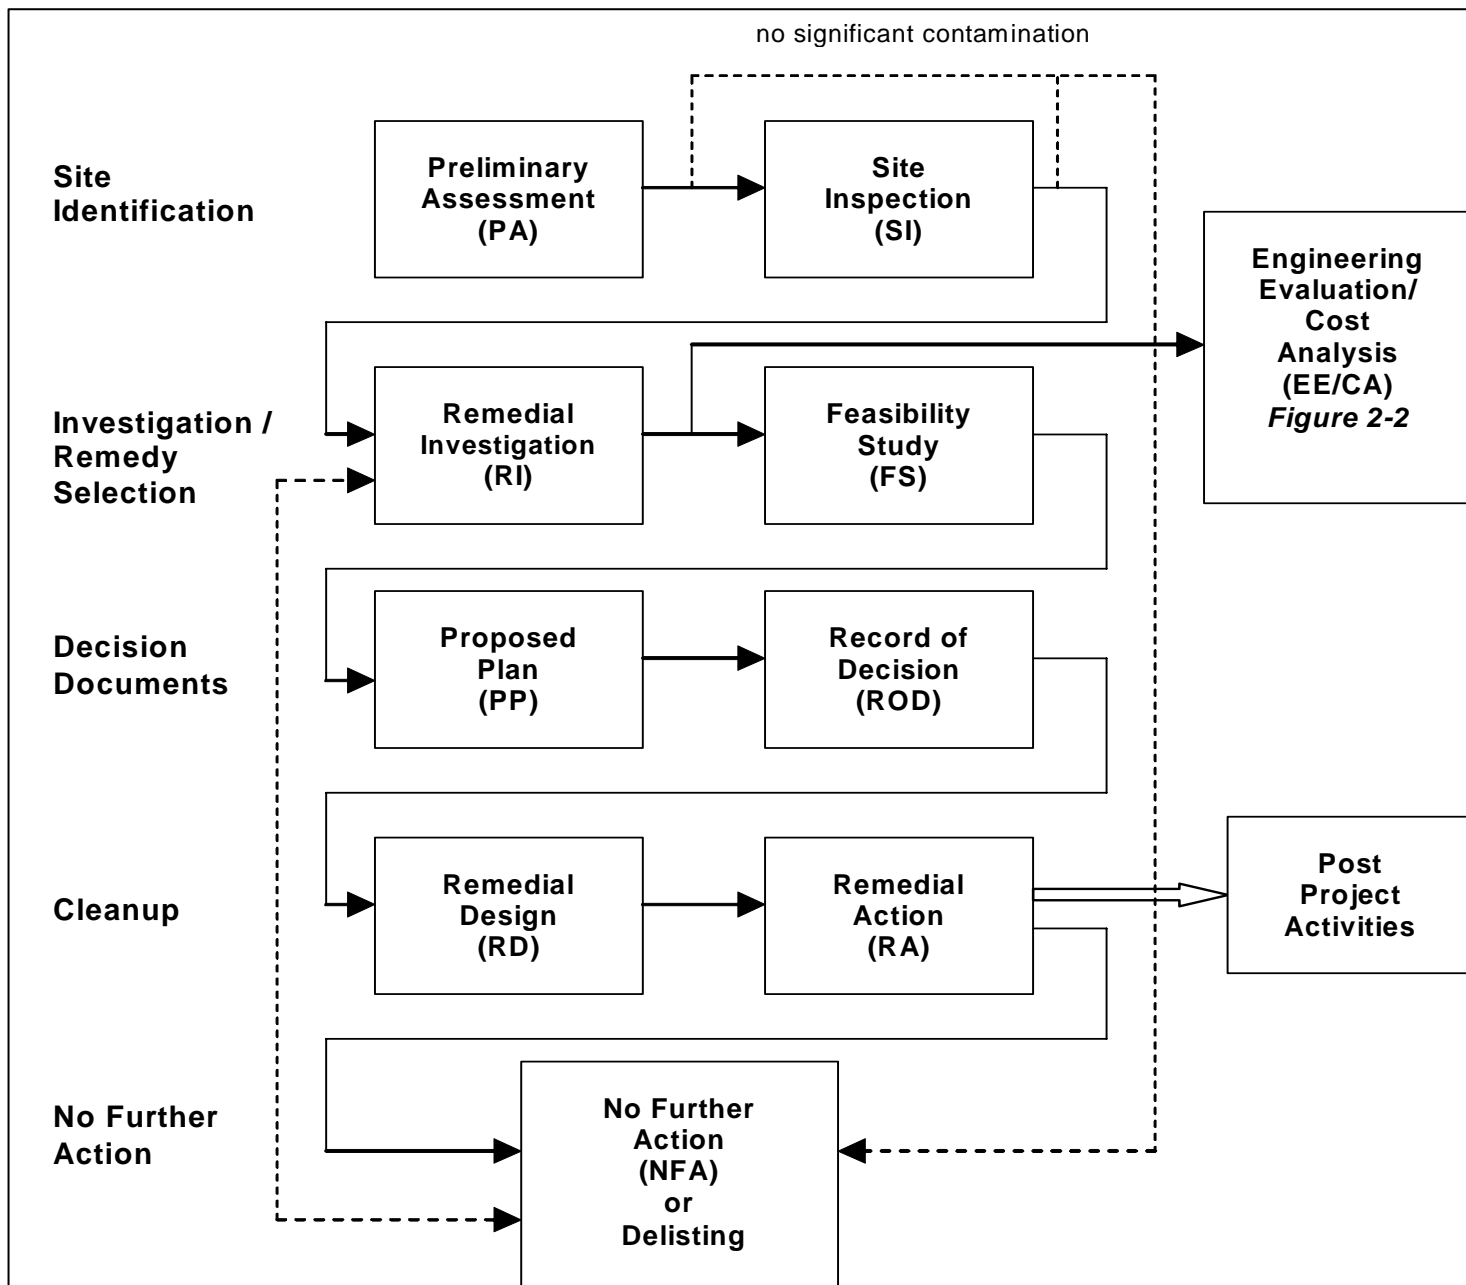 no significant contamination
Site
Identification
Preliminary
Assessment
(PA)
Site
Inspection
(SI)
Engineering
Evaluation/
Cost
Analysis
(EE/CA)
Figure 2-2
Investigation /
Remedy
Selection
Remedial
Investigation
(RI)
Feasibility
Study
(FS)
Decision
Documents
Proposed
Plan
(PP)
Record of
Decision
(ROD)
Cleanup
Remedial
Design
(RD)
Remedial
Action
(RA)
Post
Project
Activities
No Further
Action
No Further
Action
(NFA)
or
Delisting